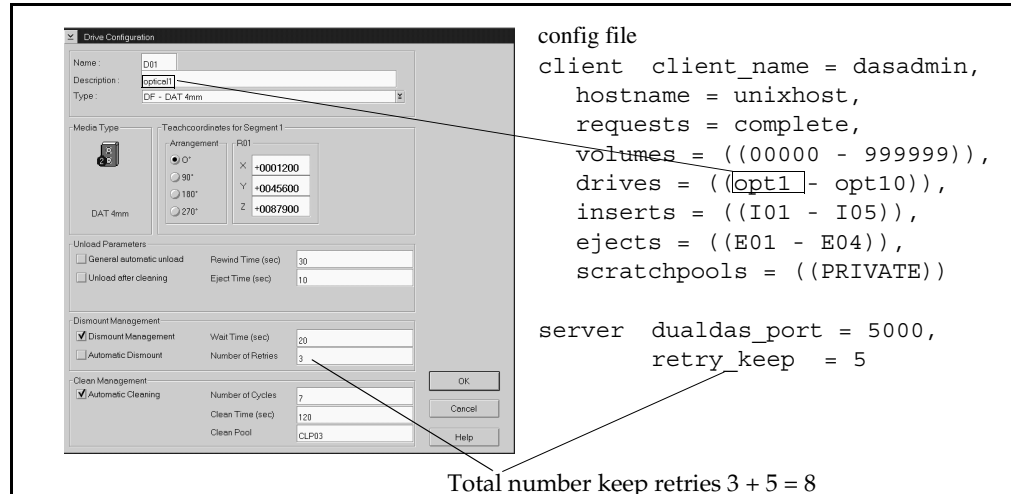 Drive Configuration
Name :
D01
Description :
optical1
Type :
DF - DAT 4mm
Media Type
2
DAT 4mm
Teachcoordinates for Segment 1
Arrangement
0°
90°
180°
270°
R01
X +0001200
Y +0045600
Z +0087900
Unload Parameters
General automatic unload
Rewind Time (sec)
30
Unload after cleaning
Eject Time (sec)
10
Dismount Management
Dismount Management
Wait Time (sec)
20
Automatic Dismount
Number of Retries
3
Clean Management
Automatic Cleaning
Number of Cycles
7
Clean Time (sec)
120
Clean Pool
CLP03
OK
Cancel
Help
config file
client client_name = dasadmin,
hostname = unixhost,
requests = complete,
volumes = ((00000 - 999999)),
drives = ((opt1 - opt10)),
inserts = ((I01 - I05)),
ejects = ((E01 - E04)),
scratchpools = ((PRIVATE))
server dualdas_port = 5000,
retry_keep = 5
Total number keep retries 3 + 5 = 8